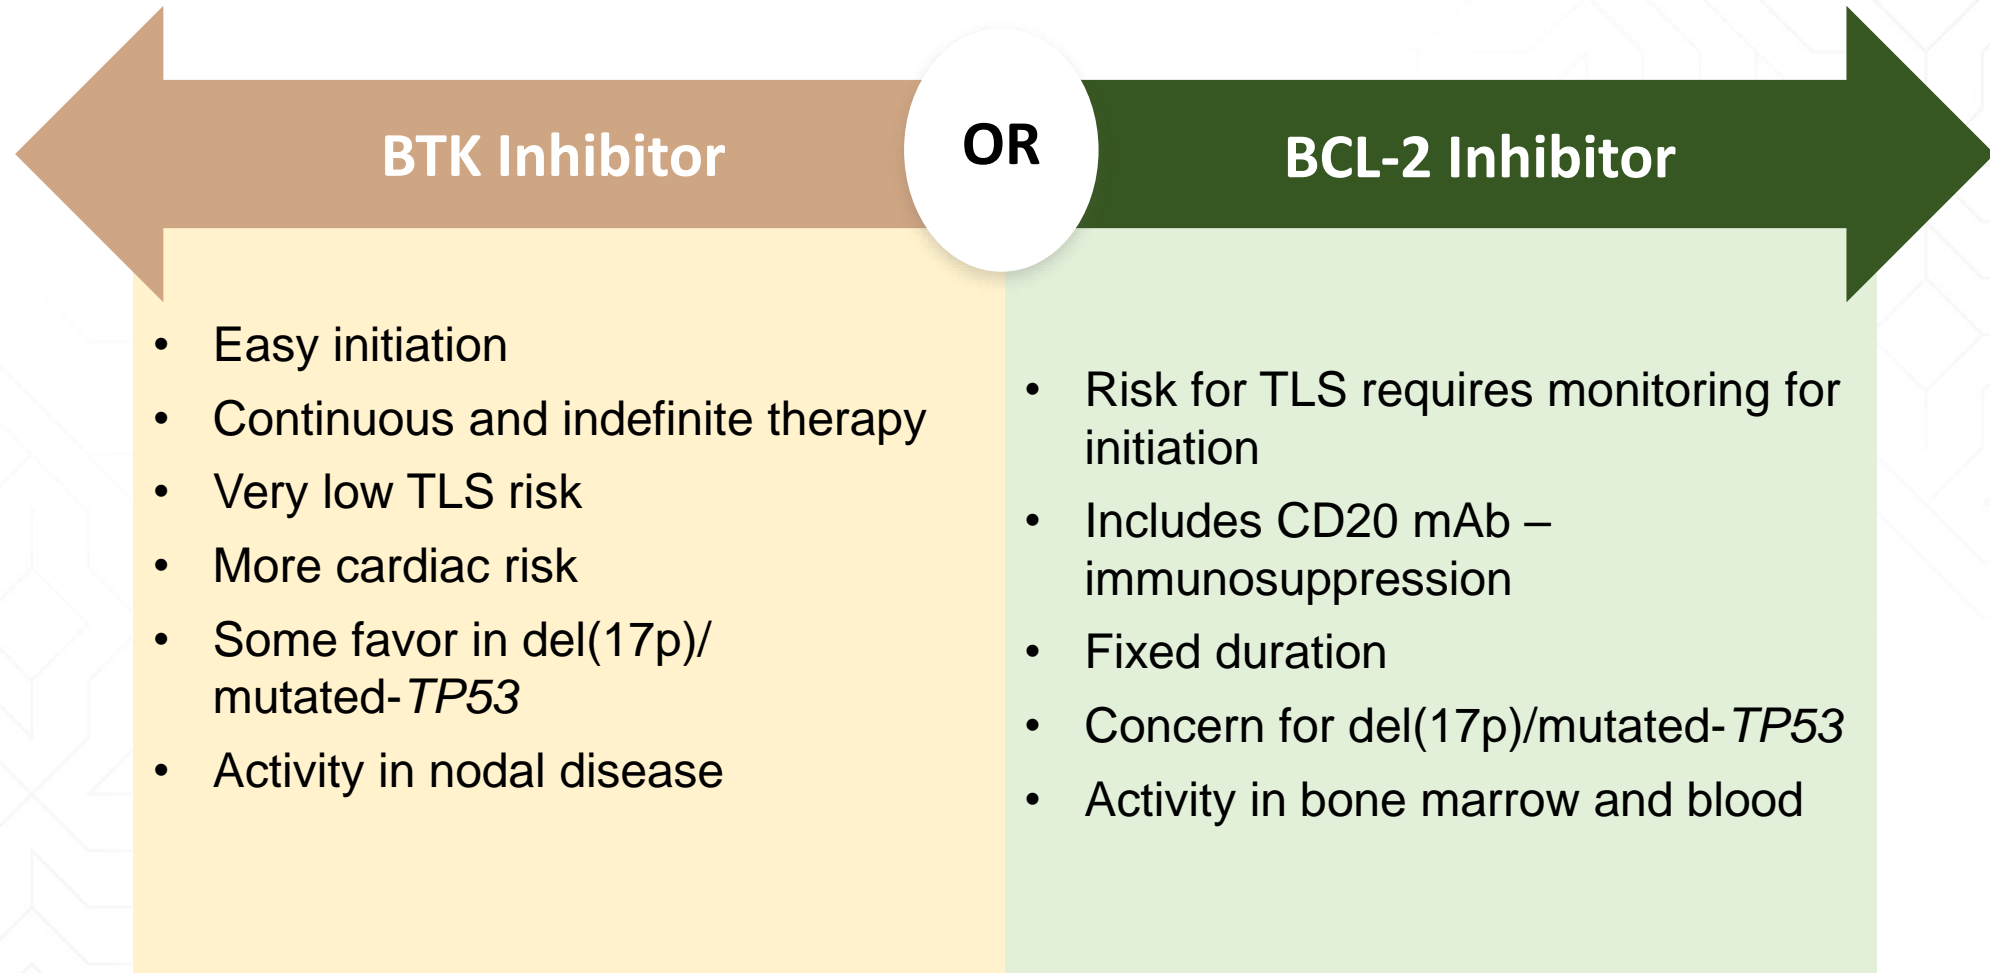 BTK Inhibitor
OR
BCL-2 Inhibitor
• Easy initiation
• Continuous and indefinite therapy
• Very low TLS risk
• More cardiac risk
• Some favor in del(17p)/
mutated-TP53
• Activity in nodal disease
• Risk for TLS requires monitoring for
initiation
• Includes CD20 mAb –
immunosuppression
• Fixed duration
• Concern for del(17p)/mutated-TP53
• Activity in bone marrow and blood